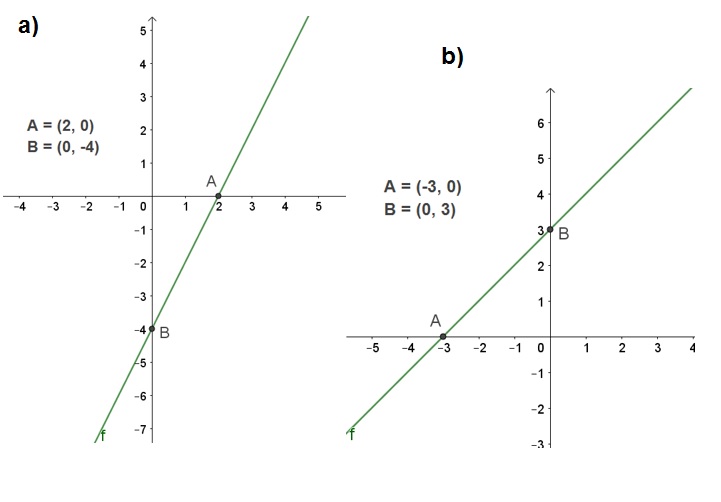 a)
A = (2, 0)
B = (0, -4)
5
4
3
2
1
-1
-2
-3
-4
-5
-6
-7
-4 -3 -2 -1 0 1 2 3 4 5
A
B
f
b)
A = (-3, 0)
B = (0, 3)
6
5
4
3
2
1
-1
-2
-3
-5 -4 -3 -2 -1 0 1 2 3 4
A
B
f